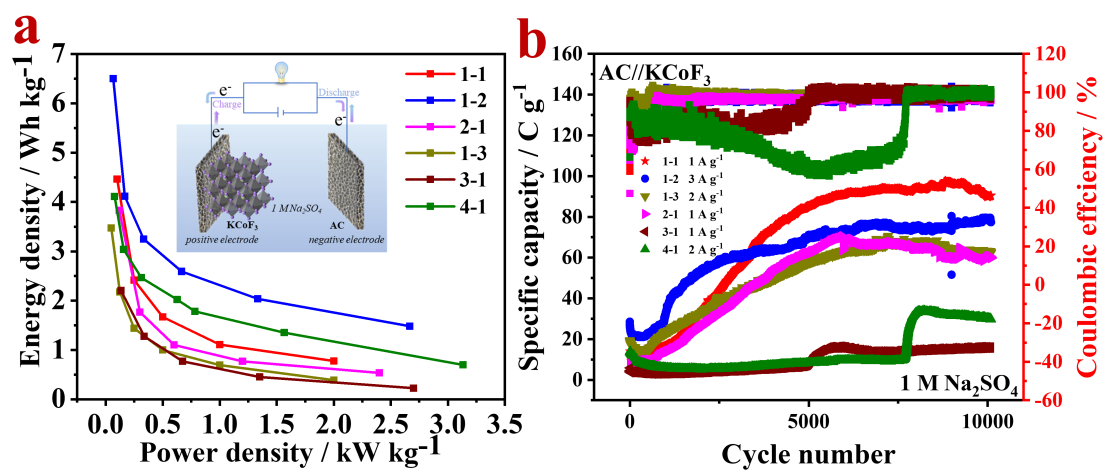 a
Energy density / Wh kg-1
7
6
5
4
3
2
1
0
0.0 0.5 1.0 1.5 2.0 2.5 3.0
Power density / kW kg-1
1-1
1-2
2-1
1-3
3-1
4-1
e-
Charge
Discharge
e-
e-
e-
1 M Na2SO4
KCoF3
positive electrode
AC
negative electrode
b
Specific capacity / C g-1
160
140
120
100
80
60
40
20
0
AC//KCoF3
1-1 1 A g-1
1-2 3 A g-1
1-3 2 A g-1
2-1 1 A g-1
3-1 1 A g-1
4-1 2 A g-1
1 M Na2SO4
0 5000 10000
Cycle number
120
100
80
60
40
20
0
-20
-40
-60
Coulombic effciency / %